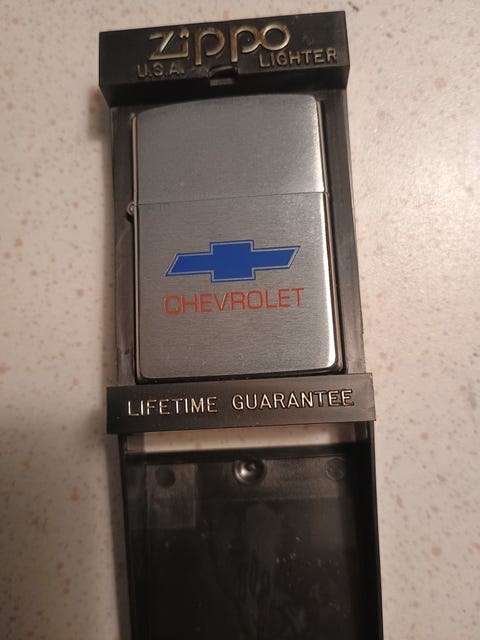 Zippo
U.S.A. LIGHTER
CHEVROLET
LIFETIME GUARANTEE